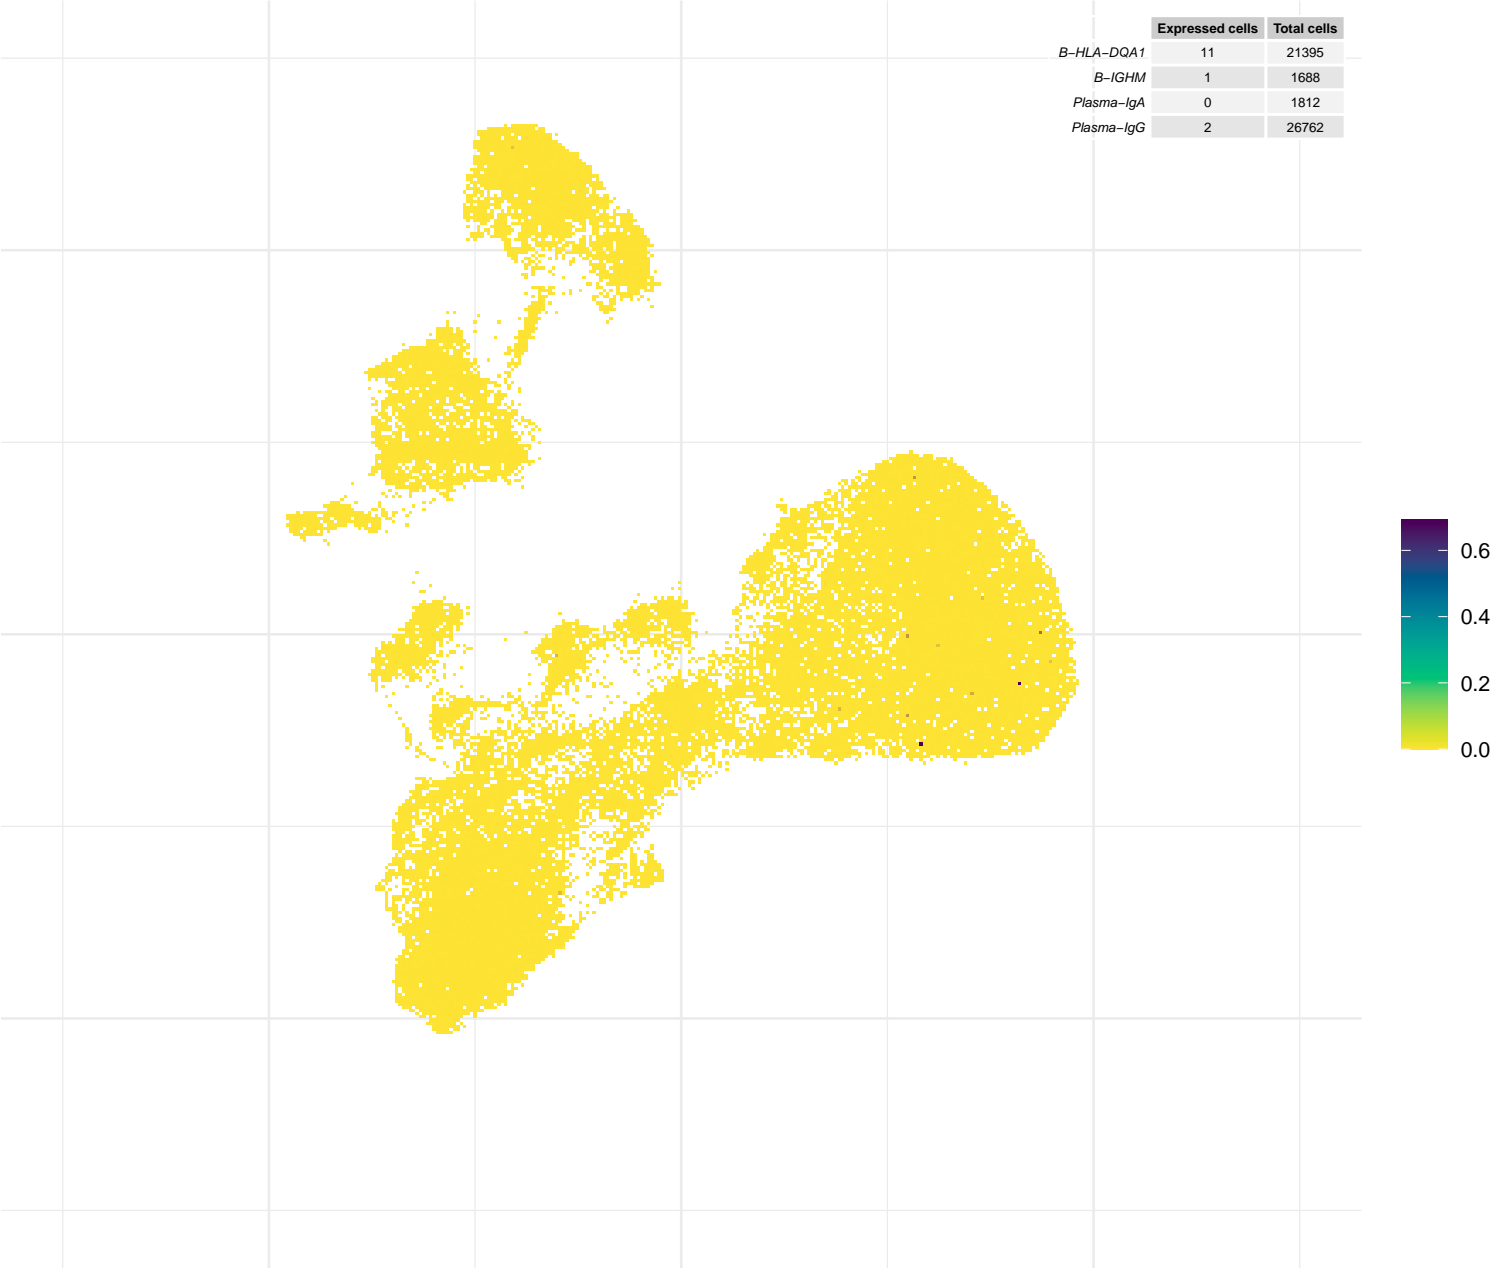 Expressed cells Total cells
B−HLA−DQA1 11 21395
B−IGHM 1 1688
Plasma−IgA 0 1812
Plasma−IgG 2 26762
0.6
0.4
0.2
0.0